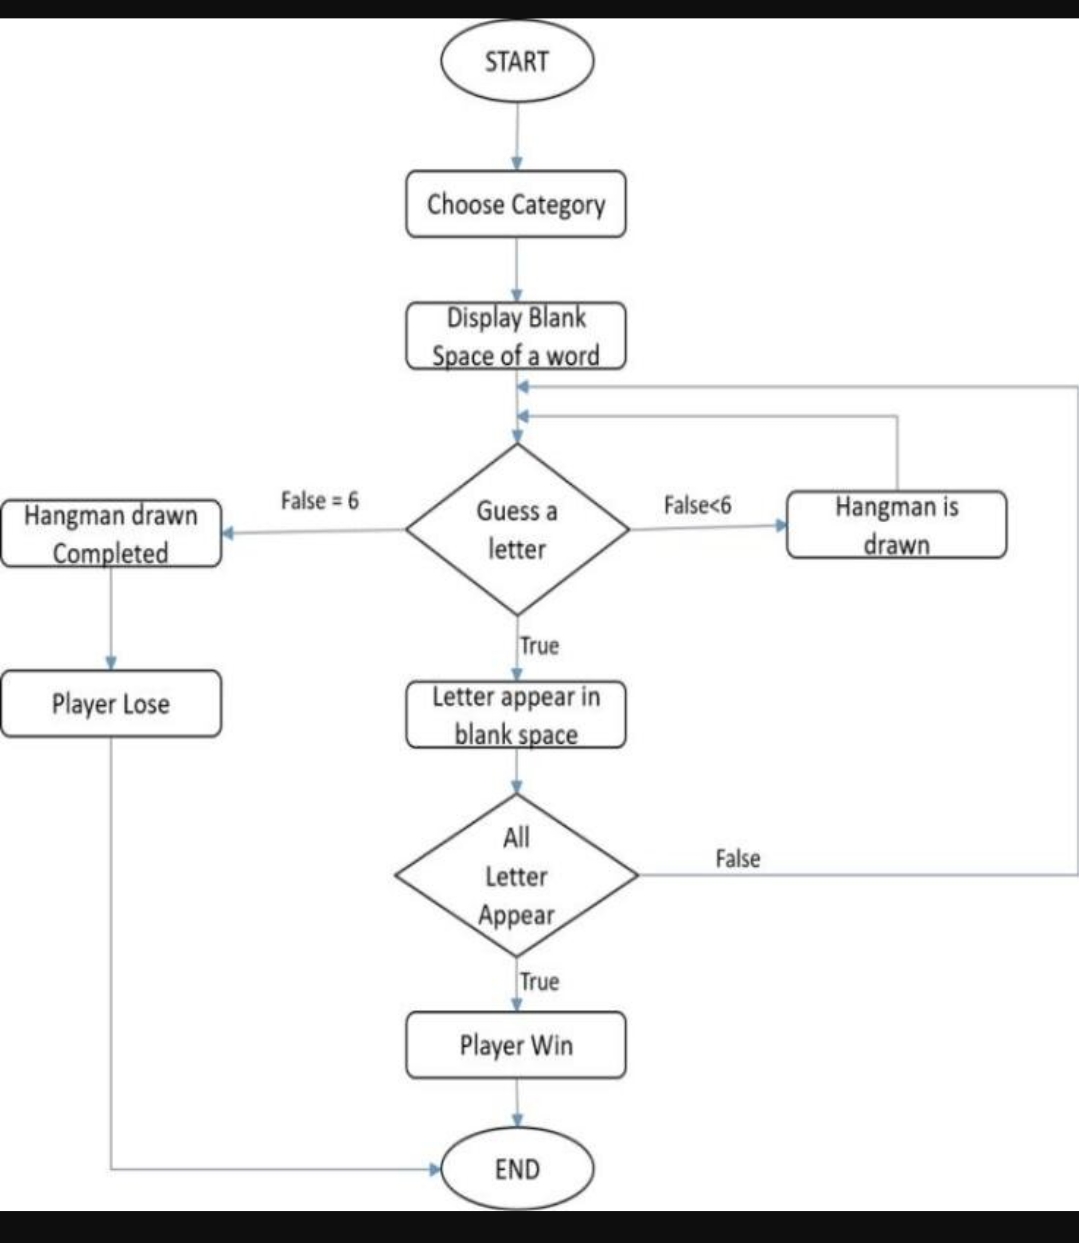 START
Choose Category
Display Blank
Space of a word
False = 6
False<6
Hangman drawn
Completed
Guess a
letter
Hangman is
drawn
True
Player Lose
Letter appear in
blank space
All
Letter
Appear
False
True
Player Win
END